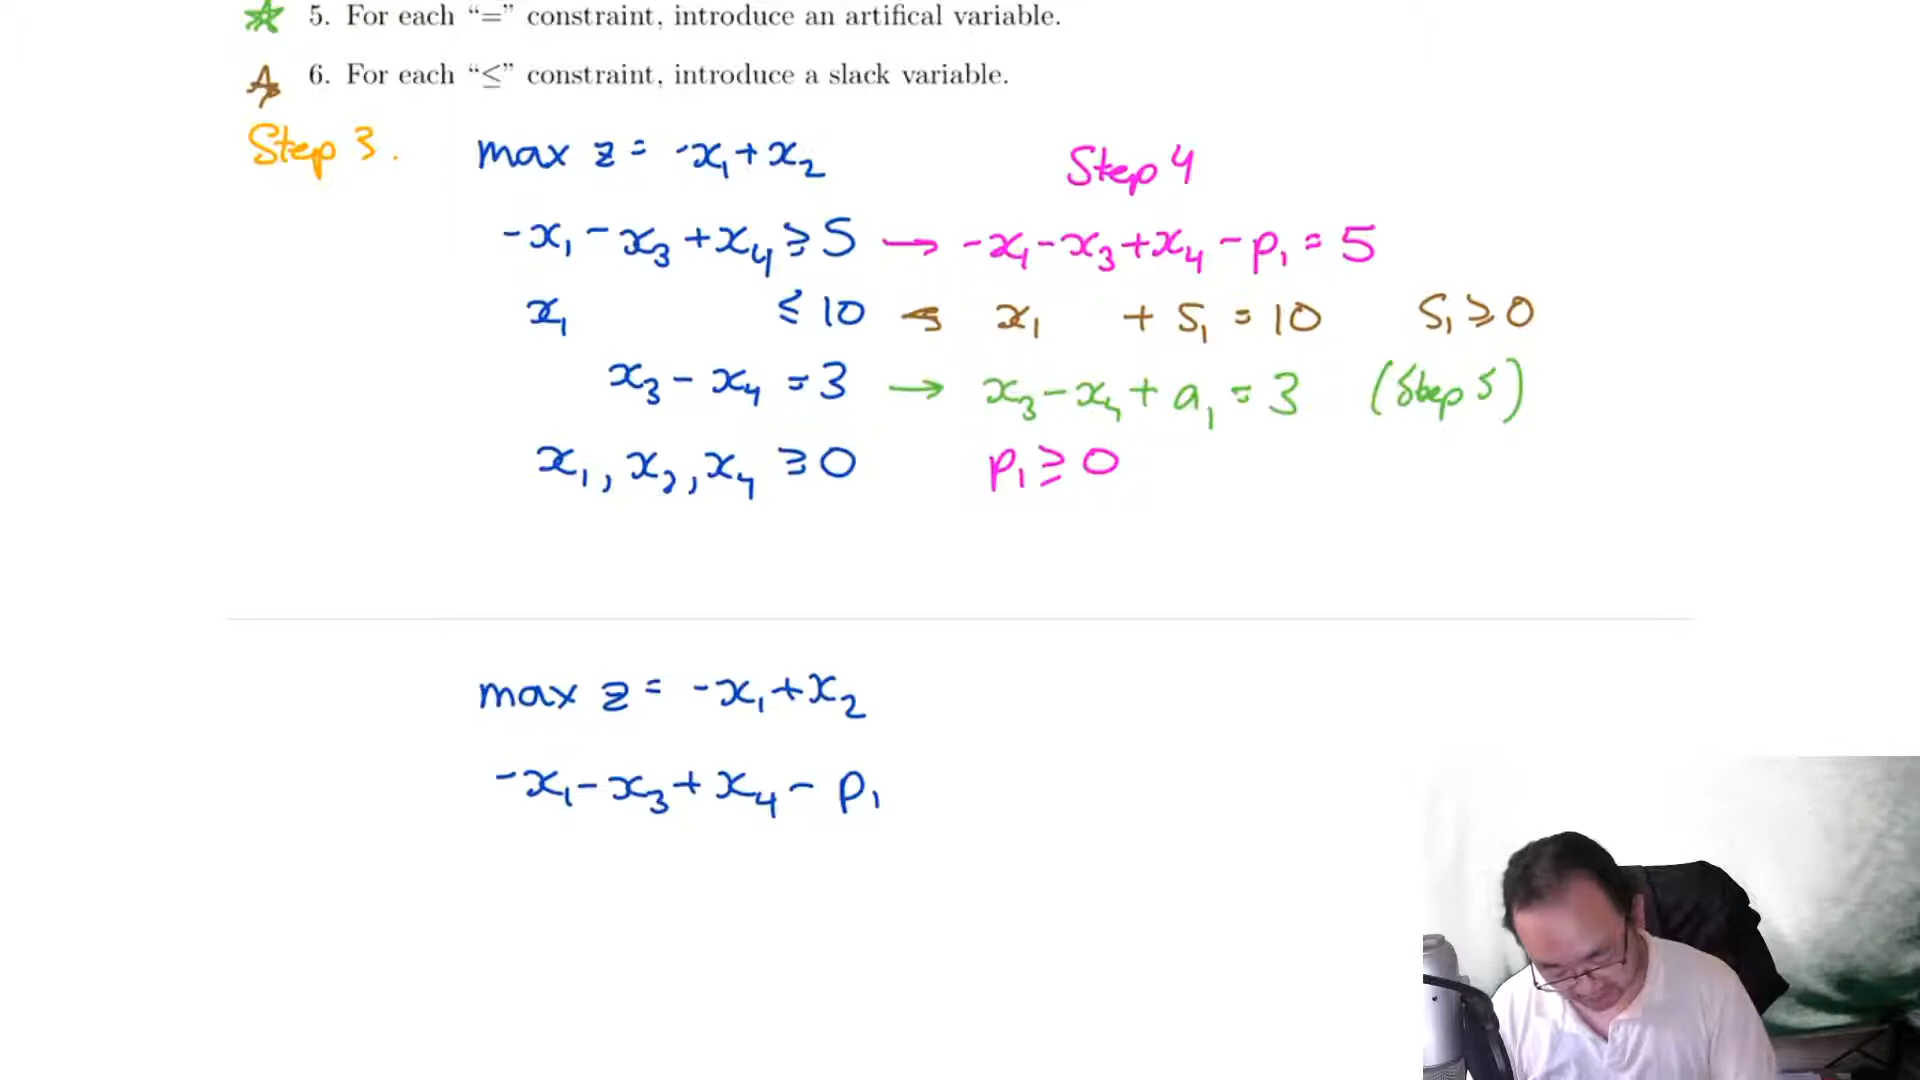 5. For each “=” constraint, introduce an artifical variable.
6. For each “≤” constraint, introduce a slack variable.
Step 3. max z = -x₁ + x₂ Step 4
-x₁ - x₃ + x₄ ≥ 5 → -x₁ - x₃ + x₄ - p₁ = 5
x₁ ≤ 10 x₁ + s₁ = 10 s₁ ≥ 0
x₃ - x₄ = 3 → x₃ - x₄ + a₁ = 3 (Step 5)
x₁, x₂, x₄ ≥ 0 p₁ ≥ 0
max z = -x₁ + x₂
-x₁ - x₃ + x₄ - p₁